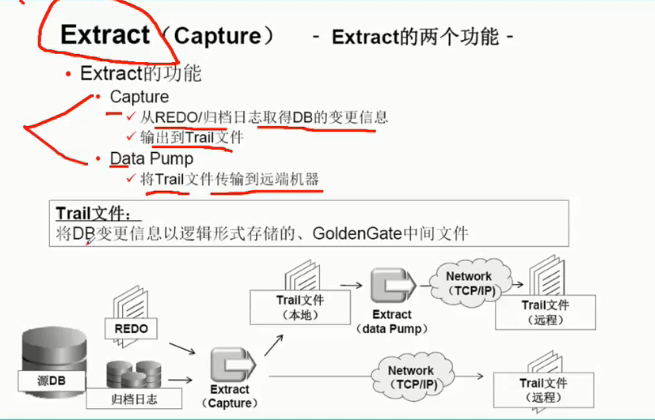 Extract（Capture） - Extract的两个功能 -
• Extract的功能
• Capture
✓ 从REDO/归档日志取得DB的变更信息
✓ 输出到Trail文件
• Data Pump
✓ 将Trail文件传输到远端机器
Trail文件：
将DB变更信息以逻辑形式存储的、GoldenGate中间文件
REDO
源DB
归档日志
Extract
（Capture）
Trail文件
（本地）
Extract
（data Pump）
Network
（TCP/IP)
Trail文件
（远程）
Network
（TCP/IP)
Trail文件
（远程）